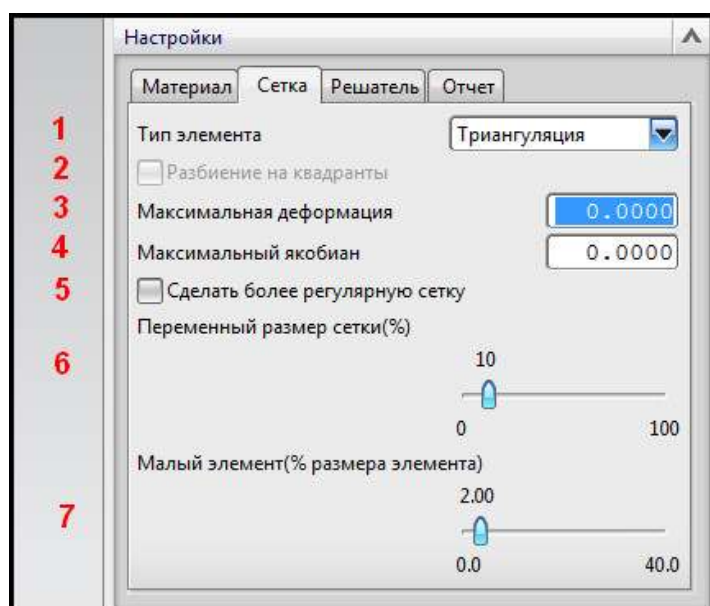 Настройки
Материал Сетка Решатель Отчет
1 Тип элемента Триангуляция
2 Разбиение на квадранты
3 Максимальная деформация 0.0000
4 Максимальный якобиан 0.0000
5 Сделать более регулярную сетку
Переменный размер сетки(%)
6 10
0 100
Малый элемент(% размера элемента)
7 2.00
0.0 40.0